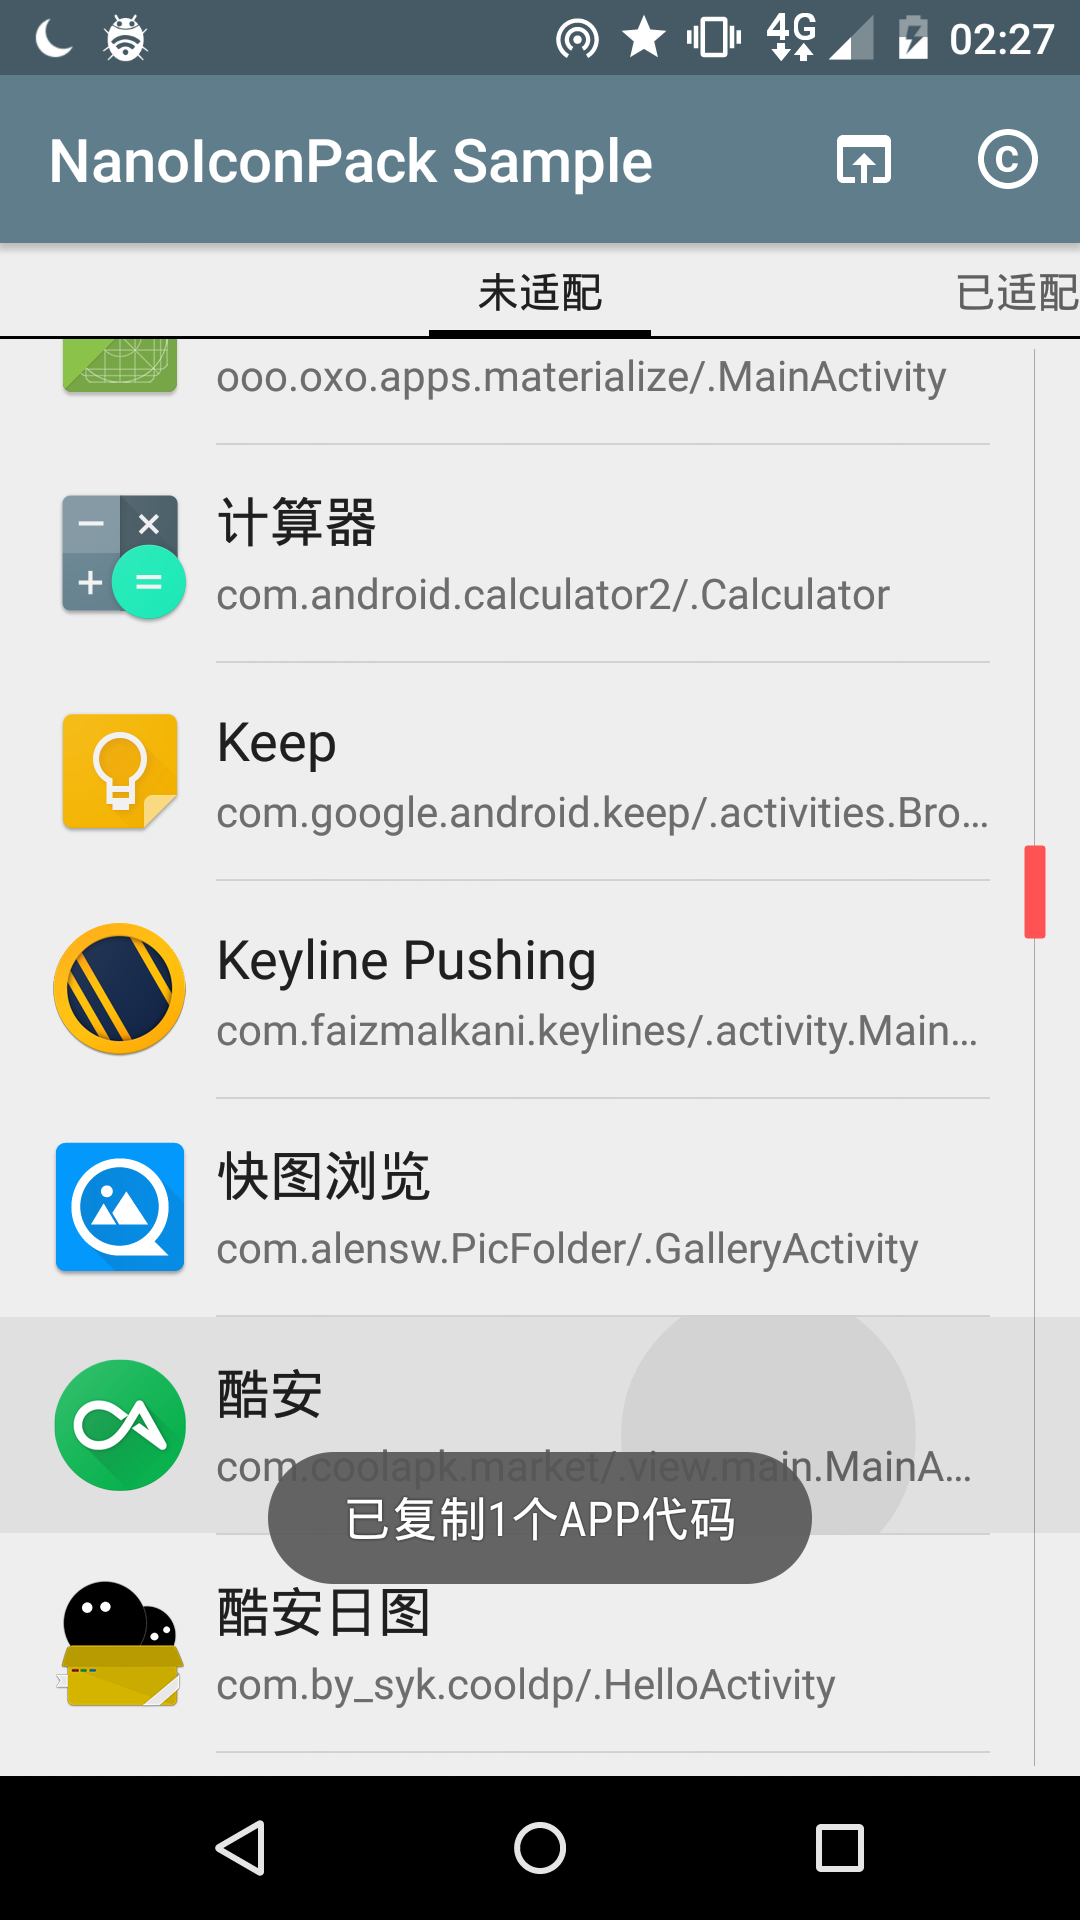 4G 02:27
NanoIconPack Sample
未适配 已适配
ooo.oxo.apps.materialize/.MainActivity
计算器
com.android.calculator2/.Calculator
Keep
com.google.android.keep/.activities.Bro…
Keyline Pushing
com.faizmalkani.keylines/.activity.Main…
快图浏览
com.alensw.PicFolder/.GalleryActivity
酷安
com.coolapk.market/.view.main.MainA…
已复制1个APP代码
酷安日图
com.by_syk.cooldp/.HelloActivity